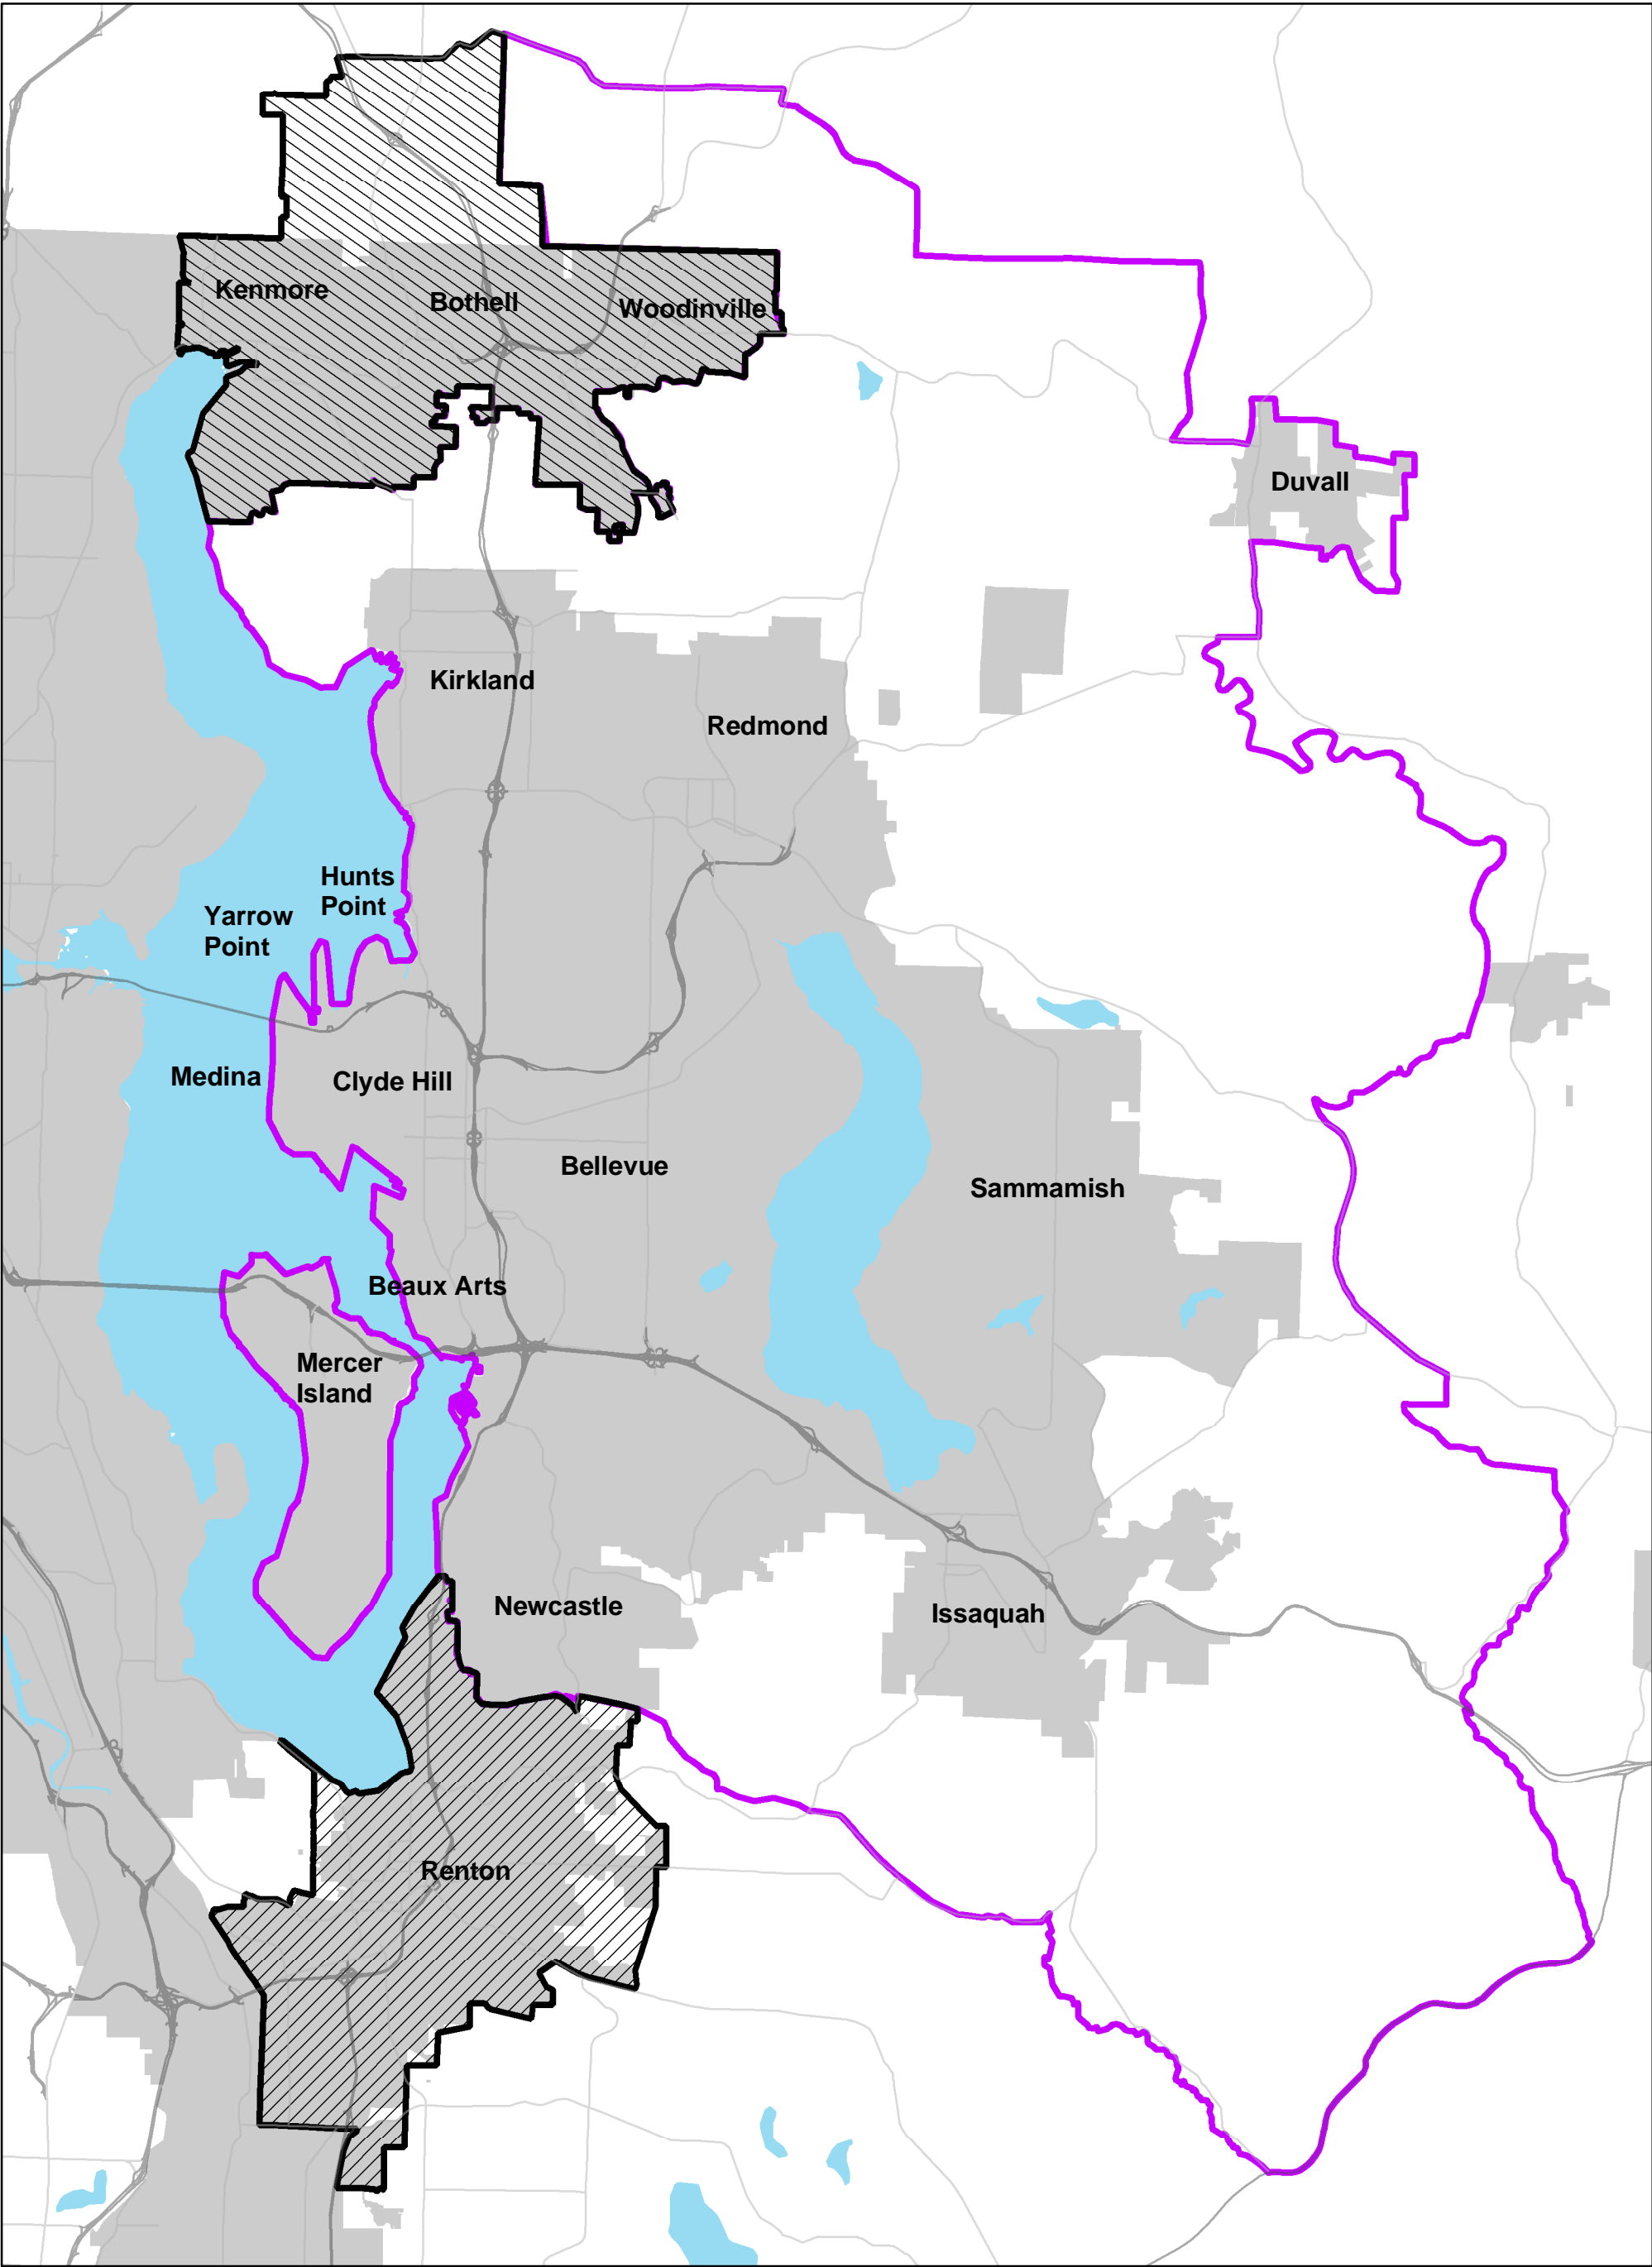 Kenmore
Bothell
Woodinville
Duvall
Kirkland
Redmond
Hunts
Point
Yarrow
Point
Medina
Clyde Hill
Bellevue
Sammamish
Beaux Arts
Mercer
Island
Newcastle
Issaquah
Renton